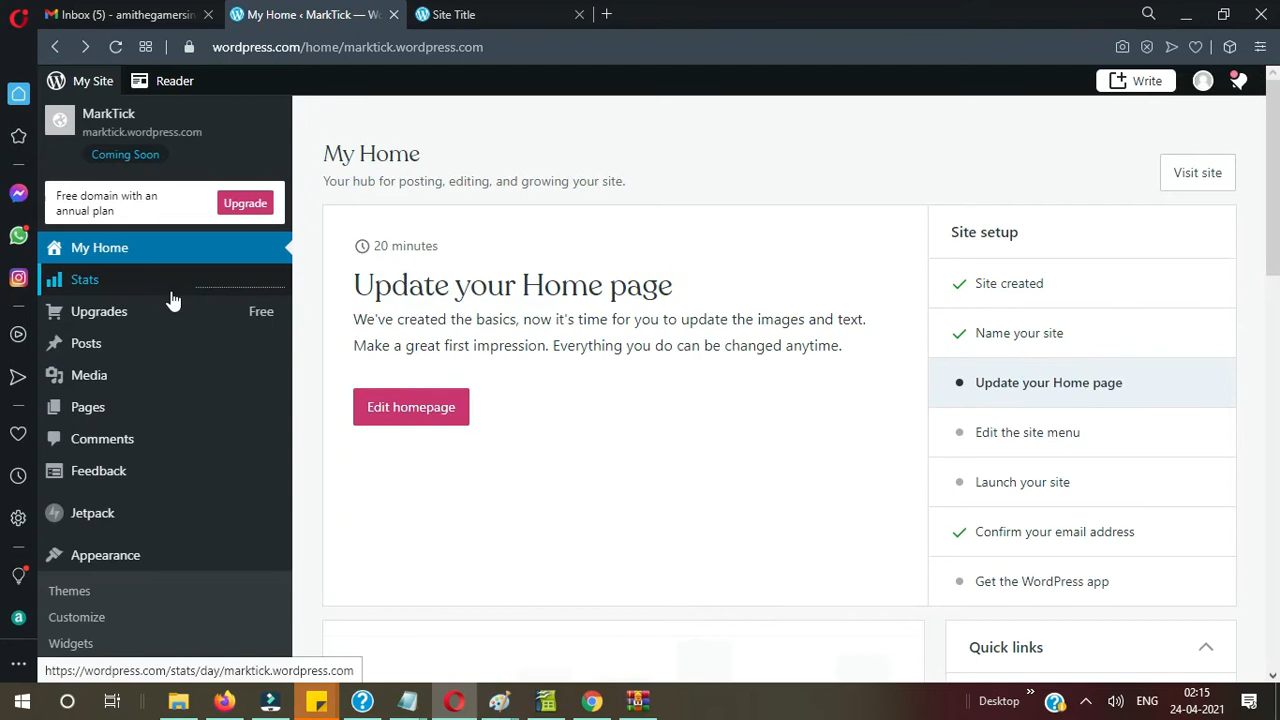 Inbox (5) - amithegamersin
My Home ‹ MarkTick — Wo
Site Title
wordpress.com/home/marktick.wordpress.com
My Site
Reader
Write
MarkTick
marktick.wordpress.com
Coming Soon
Free domain with an
annual plan
Upgrade
My Home
Stats
Upgrades
Free
Posts
Media
Pages
Comments
Feedback
Jetpack
Appearance
Themes
Customize
Widgets
https://wordpress.com/stats/day/marktick.wordpress.com
My Home
Your hub for posting, editing, and growing your site.
Visit site
20 minutes
Update your Home page
We've created the basics, now it's time for you to update the images and text.
Make a great first impression. Everything you do can be changed anytime.
Edit homepage
Site setup
Site created
Name your site
Update your Home page
Edit the site menu
Launch your site
Confirm your email address
Get the WordPress app
Quick links
Desktop
ENG
02:15
24-04-2021